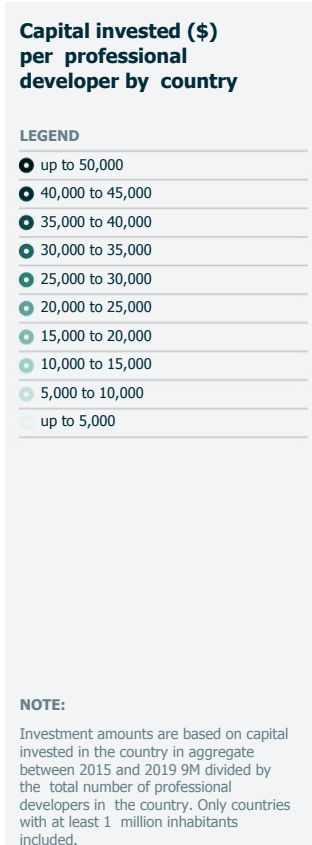 Capital invested ($)
per professional
developer by country
LEGEND
up to 50,000
40,000 to 45,000
35,000 to 40,000
30,000 to 35,000
25,000 to 30,000
20,000 to 25,000
15,000 to 20,000
10,000 to 15,000
5,000 to 10,000
up to 5,000
NOTE:
Investment amounts are based on capital
invested in the country in aggregate
between 2015 and 2019 9M divided by
the total number of professional
developers in the country. Only countries
with at least 1 million inhabitants
included.